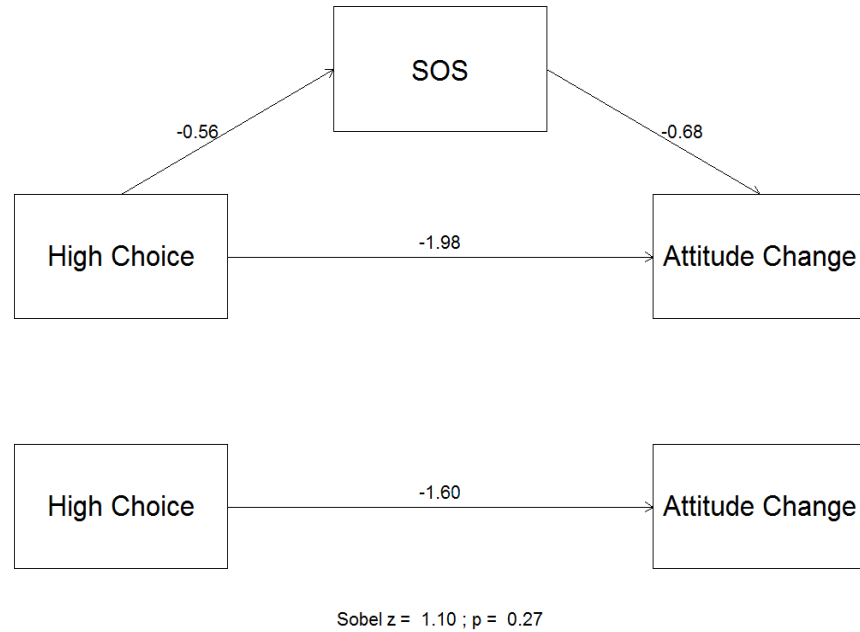 SOS
-0.56
-0.68
High Choice
-1.98
Attitude Change
High Choice
-1.60
Attitude Change
Sobel z =  1.10 ; p =  0.27